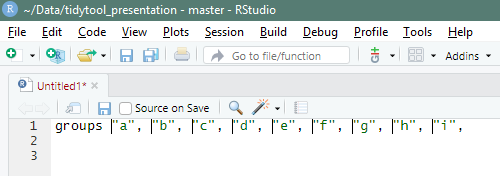 ~/Data/tidytool_presentation - master - RStudio
File Edit Code View Plots Session Build Debug Profile Tools Help
Go to file/function Addins
Untitled1*
Source on Save
1 groups "a", "b", "c", "d", "e", "f", "g", "h", "i",
2
3